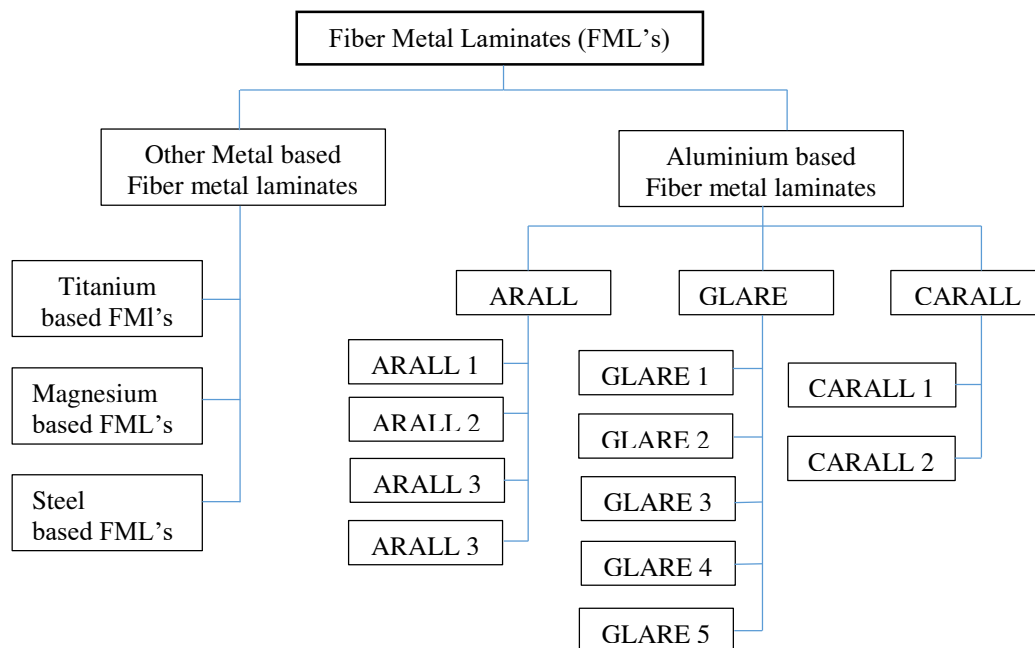 Fiber Metal Laminates (FML’s)
Other Metal based
Fiber metal laminates
Aluminium based
Fiber metal laminates
Titanium
based FMl’s
Magnesium
based FML’s
Steel
based FML’s
ARALL
GLARE
CARALL
ARALL 1
ARALL 2
ARALL 3
ARALL 3
GLARE 1
GLARE 2
GLARE 3
GLARE 4
GLARE 5
CARALL 1
CARALL 2